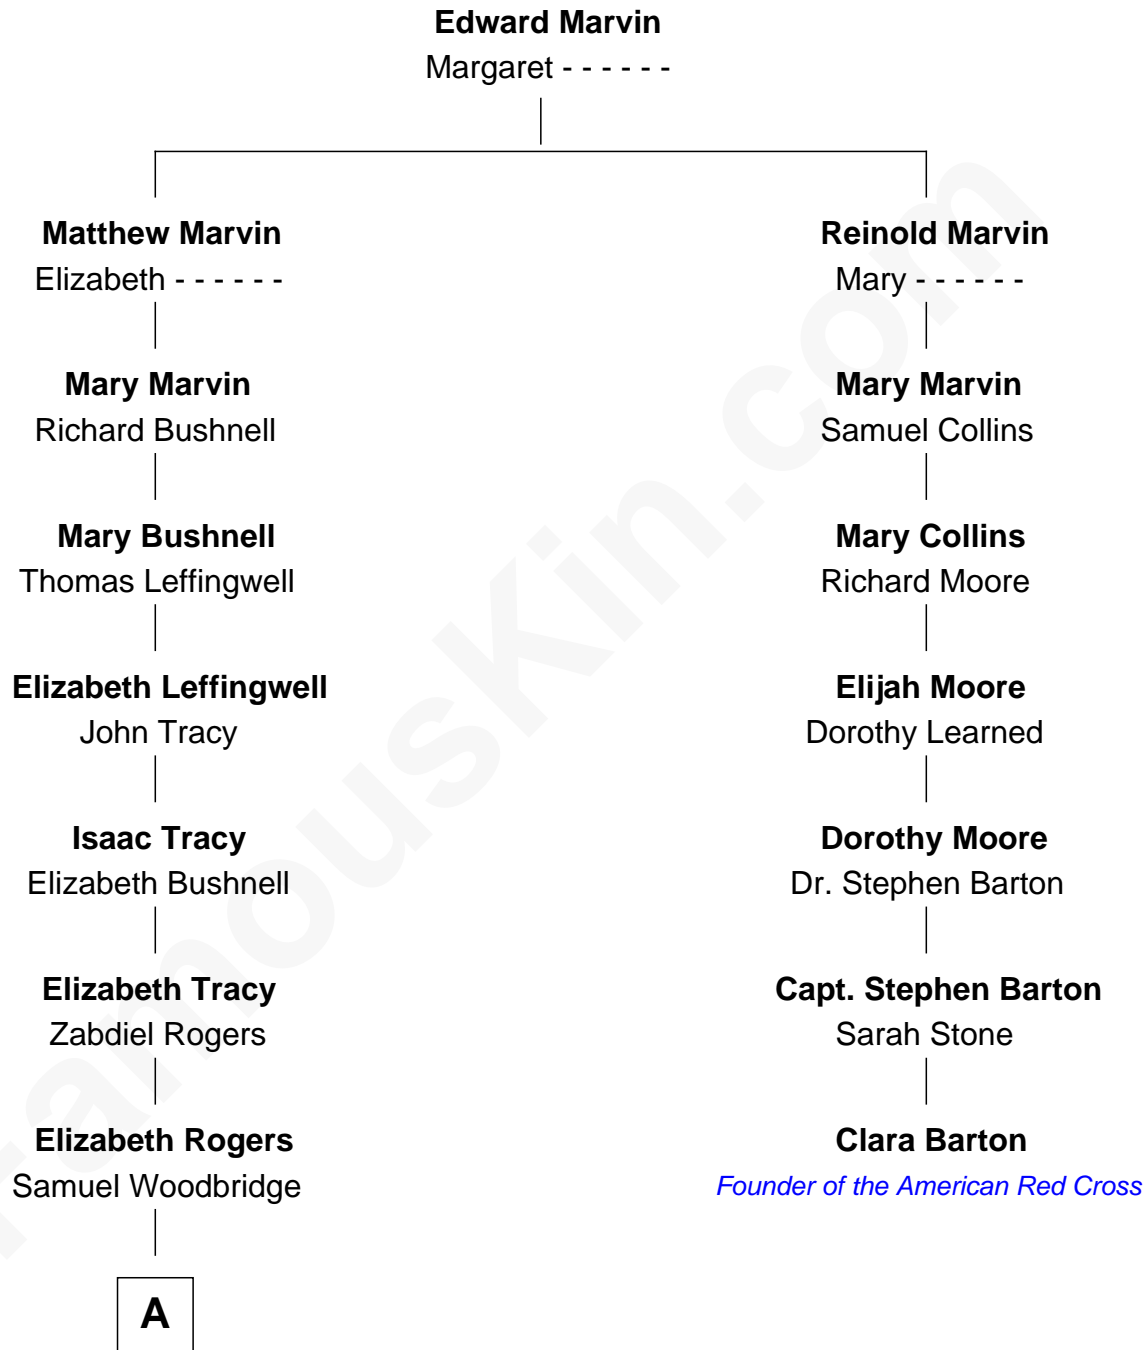 Edward Marvin
Margaret - - - - - -
Matthew Marvin
Elizabeth - - - - - -
Reinold Marvin
Mary - - - - - -
Mary Marvin
Richard Bushnell
Mary Marvin
Samuel Collins
Mary Bushnell
Thomas Leffingwell
Mary Collins
Richard Moore
Elizabeth Leffingwell
John Tracy
Elijah Moore
Dorothy Learned
Isaac Tracy
Elizabeth Bushnell
Dorothy Moore
Dr. Stephen Barton
Elizabeth Tracy
Zabdiel Rogers
Capt. Stephen Barton
Sarah Stone
Elizabeth Rogers
Samuel Woodbridge
Clara Barton
Founder of the American Red Cross
A
FamousKin.com